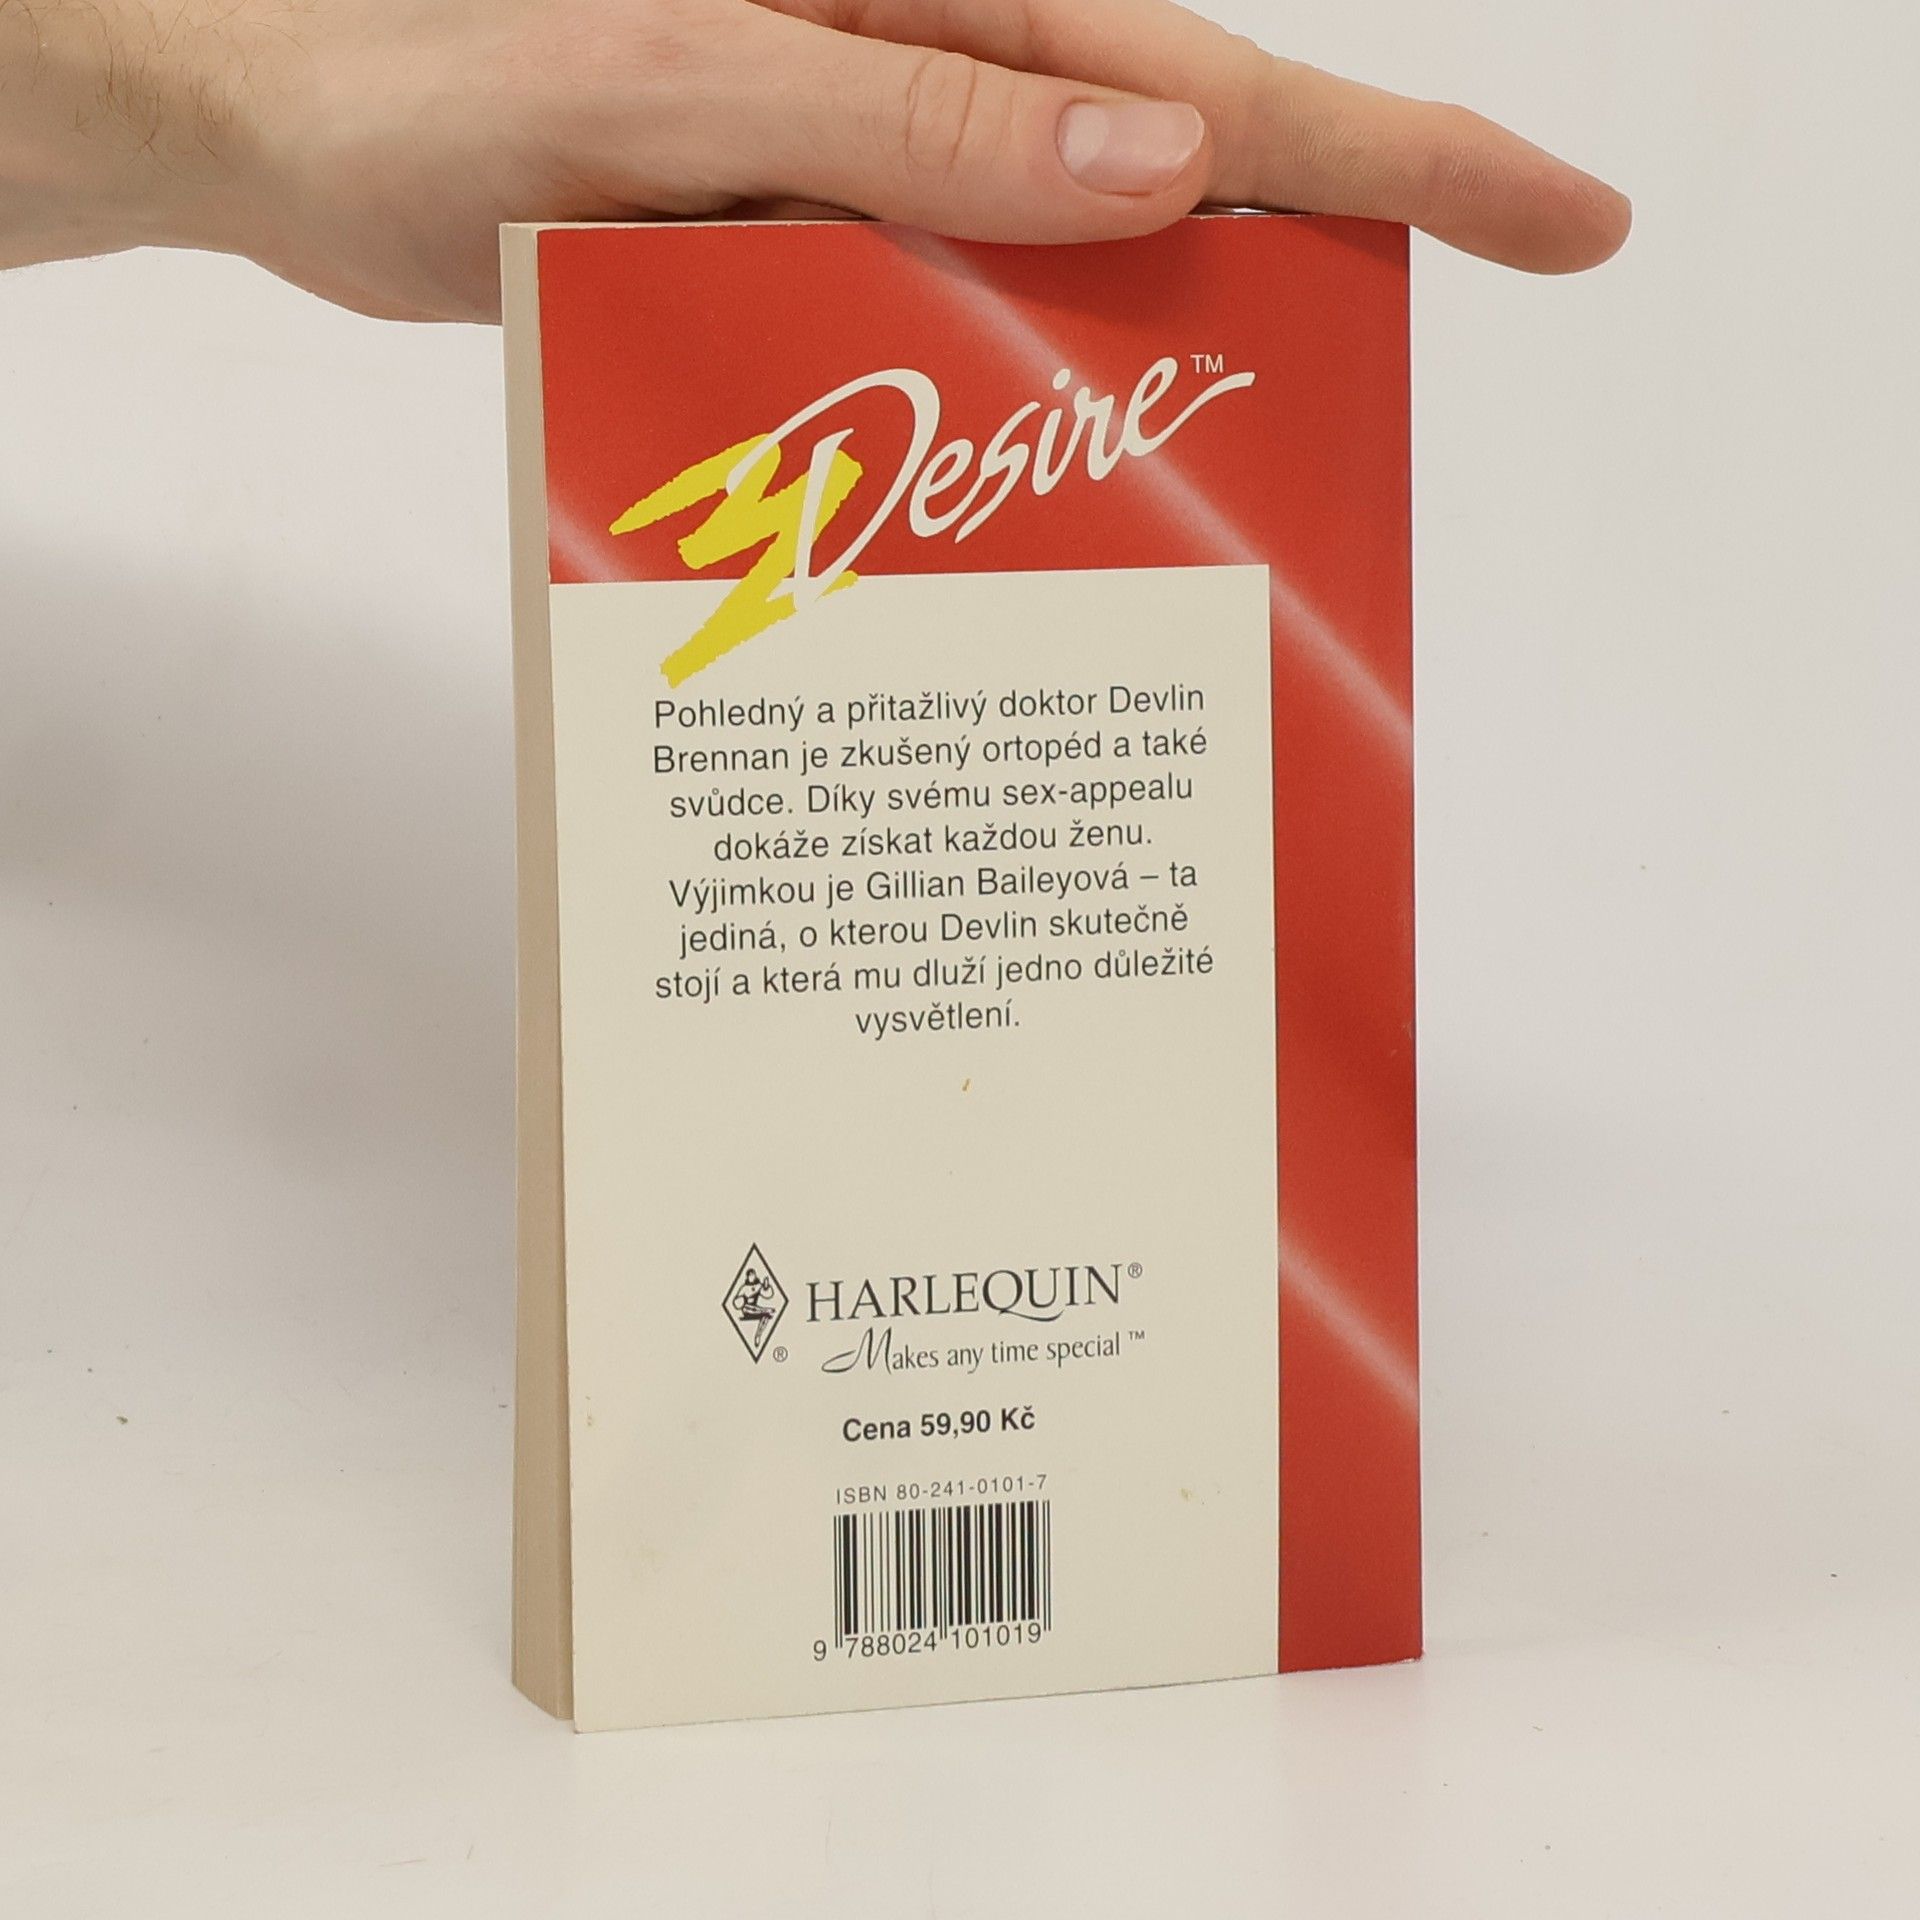 Desire™
Pohledný a přitažlivý doktor Devlin
Brennan je zkušený ortopéd a také
svůdce. Díky svému sex-appealu
dokáže získat každou ženu.
Výjimkou je Gillian Baileyová – ta
jediná, o kterou Devlin skutečně
stojí a která mu dluží jedno důležité
vysvětlení.
HARLEQUIN®
®
Makes any time special™
Cena 59,90 Kč
ISBN 80-241-0101-7
9 788024 101019